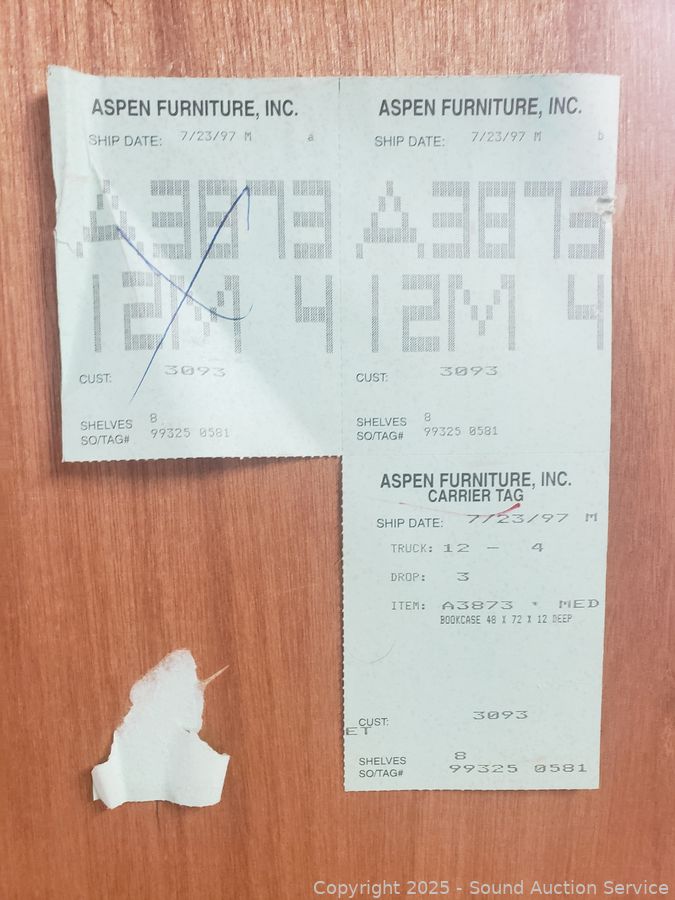 ASPEN FURNITURE, INC.
SHIP DATE: 7/23/97 M a
A3873
12M 4
CUST: 3093
SHELVES 8
SO/TAG# 99325 0581
ASPEN FURNITURE, INC.
SHIP DATE: 7/23/97 M b
A3873
12M 4
CUST: 3093
SHELVES 8
SO/TAG# 99325 0581
ASPEN FURNITURE, INC.
CARRIER TAG
SHIP DATE: 7/23/97 M
TRUCK: 12 - 4
DROP: 3
ITEM: A3873 * MED
BOOKCASE 48 X 72 X 12 DEEP
CUST: 3093
ET
SHELVES 8
SO/TAG# 99325 0581
Copyright 2025 - Sound Auction Service